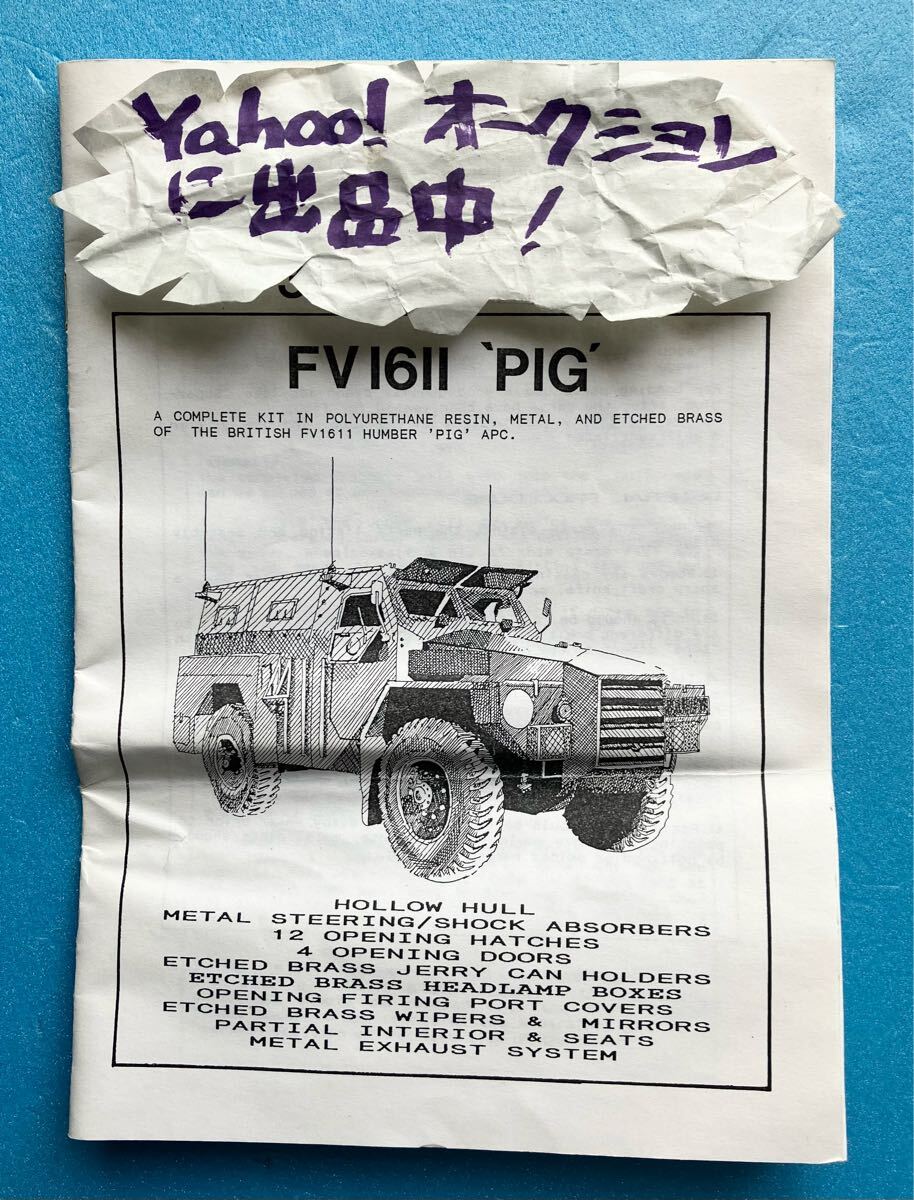 Yahoo! オークション
に出品中!
FV1611 'PIG'
A COMPLETE KIT IN POLYURETHANE RESIN, METAL, AND ETCHED BRASS
OF THE BRITISH FV1611 HUMBER 'PIG' APC.
HOLLOW HULL
METAL STEERING/SHOCK ABSORBERS
12 OPENING HATCHES
4 OPENING DOORS
ETCHED BRASS JERRY CAN HOLDERS
ETCHED BRASS HEADLAMP BOXES
OPENING FIRING PORT COVERS
ETCHED BRASS WIPERS & MIRRORS
PARTIAL INTERIOR & SEATS
METAL EXHAUST SYSTEM